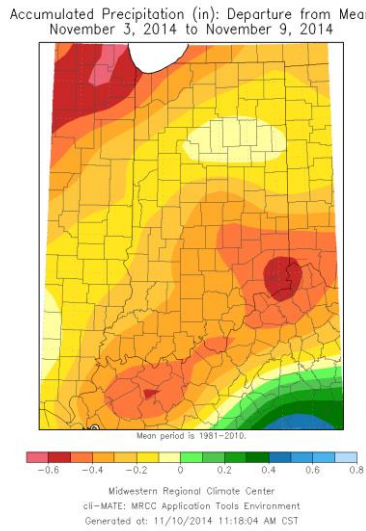 Accumulated Precipitation (in): Departure from Mea
November 3, 2014 to November 9, 2014
Mean period is 1981-2010.
-0.6 -0.4 -0.2 0 0.2 0.4 0.6 0.8
Midwestern Regional Climate Center
cli-MATE: MRCC Application Tools Environment
Generated at: 11/10/2014 11:18:04 AM CST